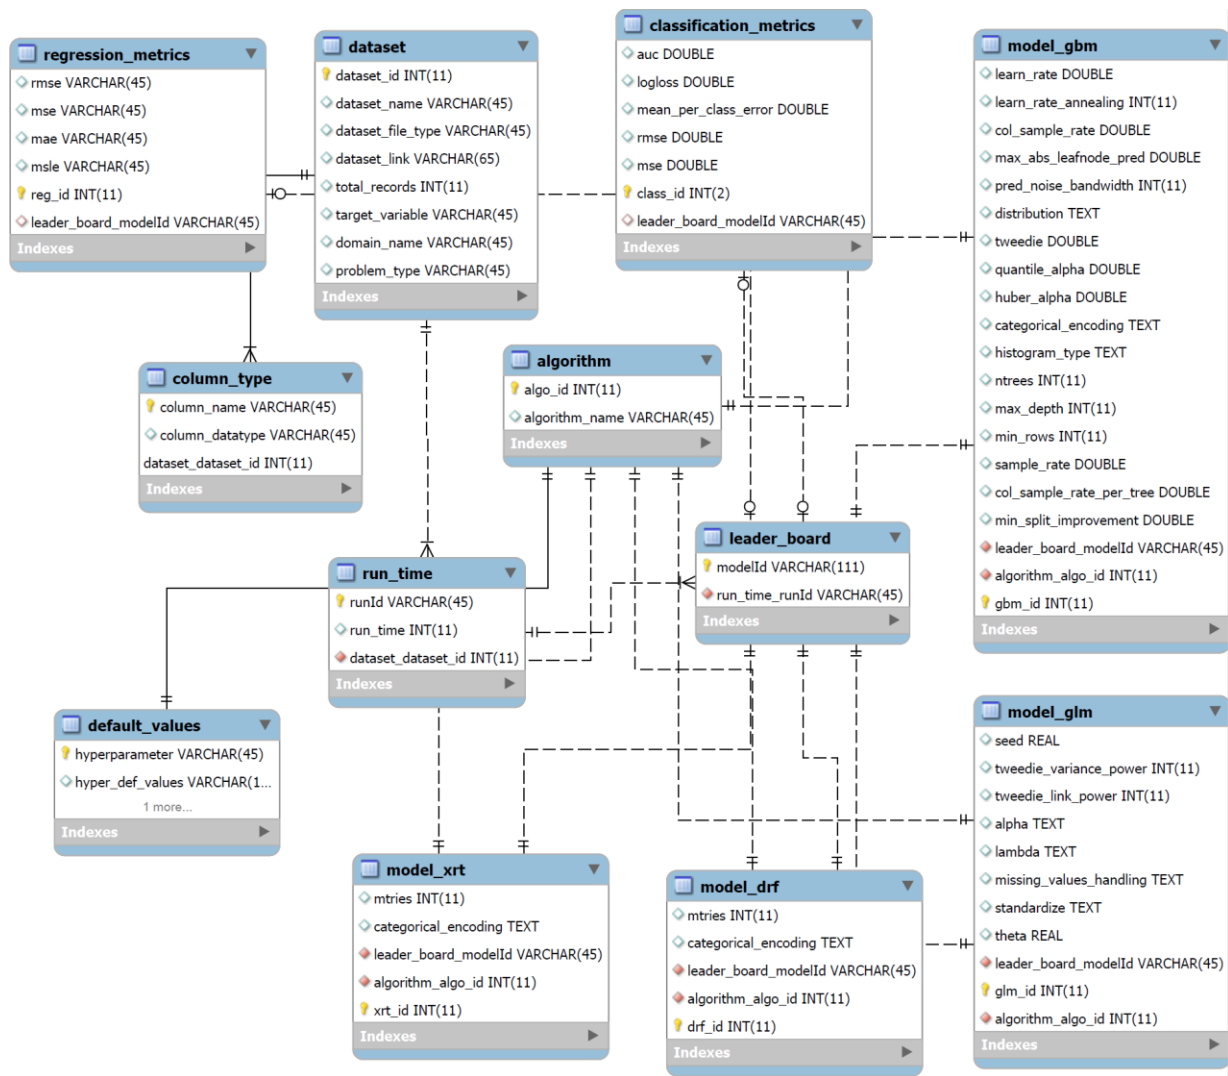 regression_metrics
rmse VARCHAR(45)
mse VARCHAR(45)
mae VARCHAR(45)
msle VARCHAR(45)
reg_id INT(11)
leader_board_modelId VARCHAR(45)
Indexes
dataset
dataset_id INT(11)
dataset_name VARCHAR(45)
dataset_file_type VARCHAR(45)
dataset_link VARCHAR(65)
total_records INT(11)
target_variable VARCHAR(45)
domain_name VARCHAR(45)
problem_type VARCHAR(45)
Indexes
classification_metrics
auc DOUBLE
logloss DOUBLE
mean_per_class_error DOUBLE
rmse DOUBLE
mse DOUBLE
class_id INT(2)
leader_board_modelId VARCHAR(45)
Indexes
model_gbm
learn_rate DOUBLE
learn_rate_annealing INT(11)
col_sample_rate DOUBLE
max_abs_leafnode_pred DOUBLE
pred_noise_bandwidth INT(11)
distribution TEXT
tweedie DOUBLE
quantile_alpha DOUBLE
huber_alpha DOUBLE
categorical_encoding TEXT
histogram_type TEXT
ntrees INT(11)
max_depth INT(11)
min_rows INT(11)
sample_rate DOUBLE
col_sample_rate_per_tree DOUBLE
min_split_improvement DOUBLE
leader_board_modelId VARCHAR(45)
algorithm_algo_id INT(11)
gbm_id INT(11)
Indexes
column_type
column_name VARCHAR(45)
column_datatype VARCHAR(45)
dataset_dataset_id INT(11)
Indexes
algorithm
algo_id INT(11)
algorithm_name VARCHAR(45)
Indexes
run_time
runId VARCHAR(45)
run_time INT(11)
dataset_dataset_id INT(11)
Indexes
leader_board
modelId VARCHAR(111)
run_time_runId VARCHAR(45)
Indexes
default_values
hyperparameter VARCHAR(45)
hyper_def_values VARCHAR(1...
1 more...
Indexes
model_xrt
mtries INT(11)
categorical_encoding TEXT
leader_board_modelId VARCHAR(45)
algorithm_algo_id INT(11)
xrt_id INT(11)
Indexes
model_drf
mtries INT(11)
categorical_encoding TEXT
leader_board_modelId VARCHAR(45)
algorithm_algo_id INT(11)
drf_id INT(11)
Indexes
model_glm
seed REAL
tweedie_variance_power INT(11)
tweedie_link_power INT(11)
alpha TEXT
lambda TEXT
missing_values_handling TEXT
standardize TEXT
theta REAL
leader_board_modelId VARCHAR(45)
glm_id INT(11)
algorithm_algo_id INT(11)
Indexes